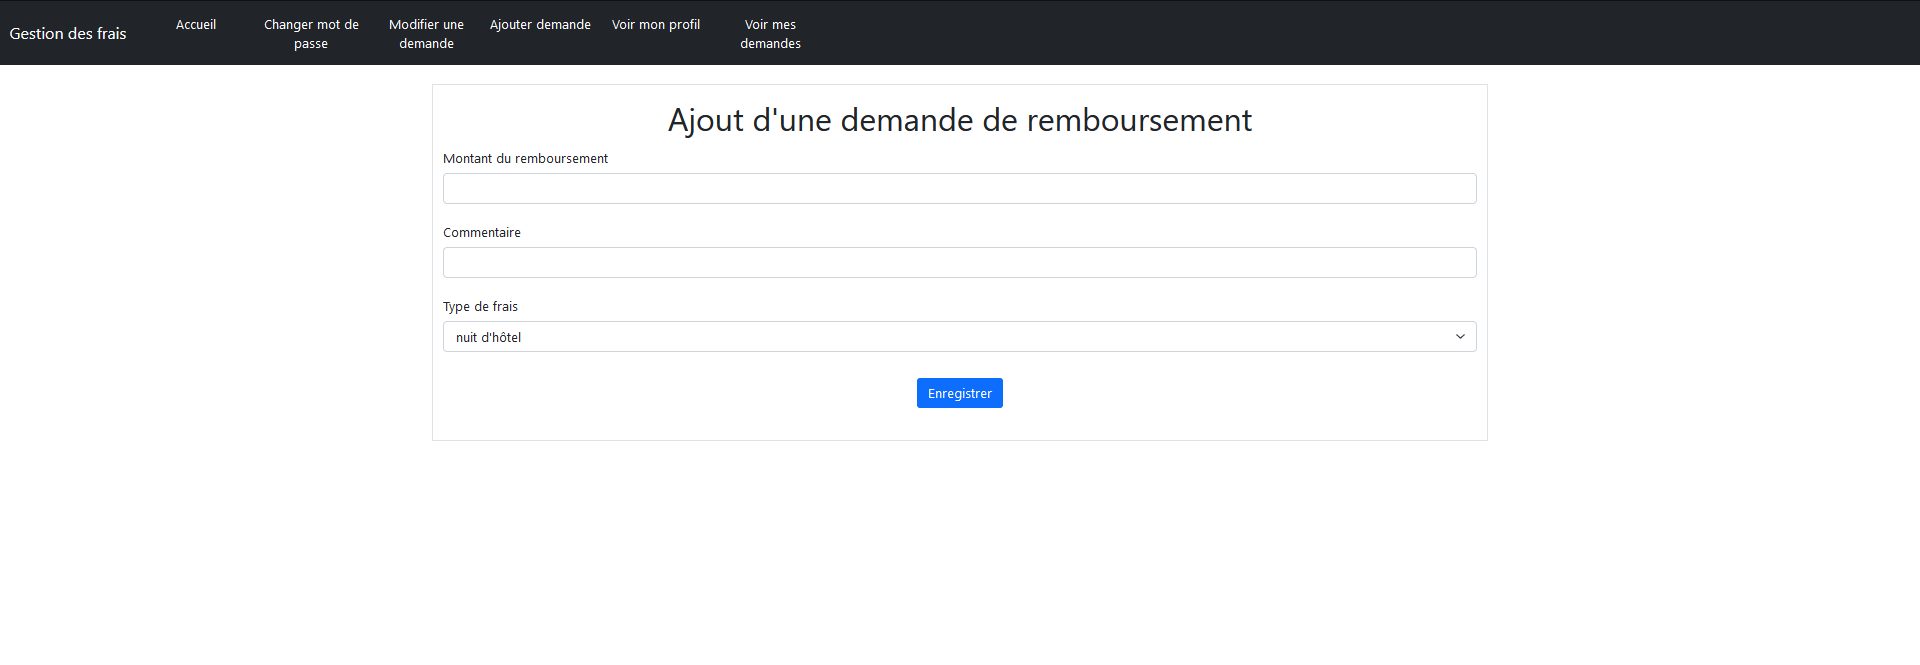 Gestion des frais
Accueil
Changer mot de
passe
Modifier une
demande
Ajouter demande
Voir mon profil
Voir mes
demandes
Ajout d'une demande de remboursement
Montant du remboursement
Commentaire
Type de frais
nuit d'hôtel
Enregistrer